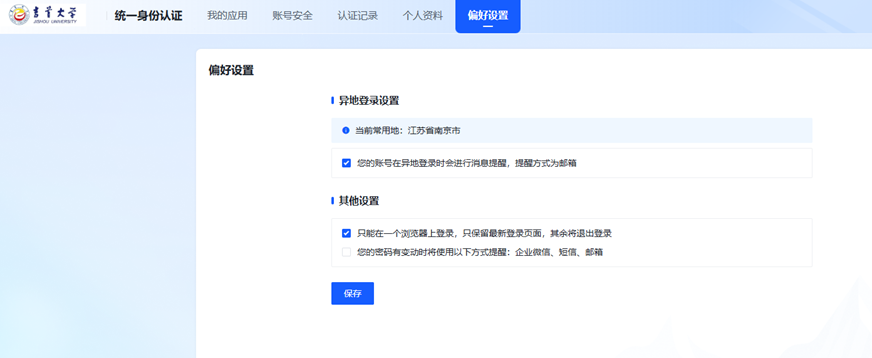 吉首大学
JISHOU UNIVERSITY
统一身份认证
我的应用
账号安全
认证记录
个人资料
偏好设置
偏好设置
异地登录设置
当前常用地：江苏省南京市
您的账号在异地登录时会进行消息提醒，提醒方式为邮箱
其他设置
只能在一个浏览器上登录，只保留最新登录页面，其余将退出登录
您的密码有变动时将使用以下方式提醒：企业微信、短信、邮箱
保存